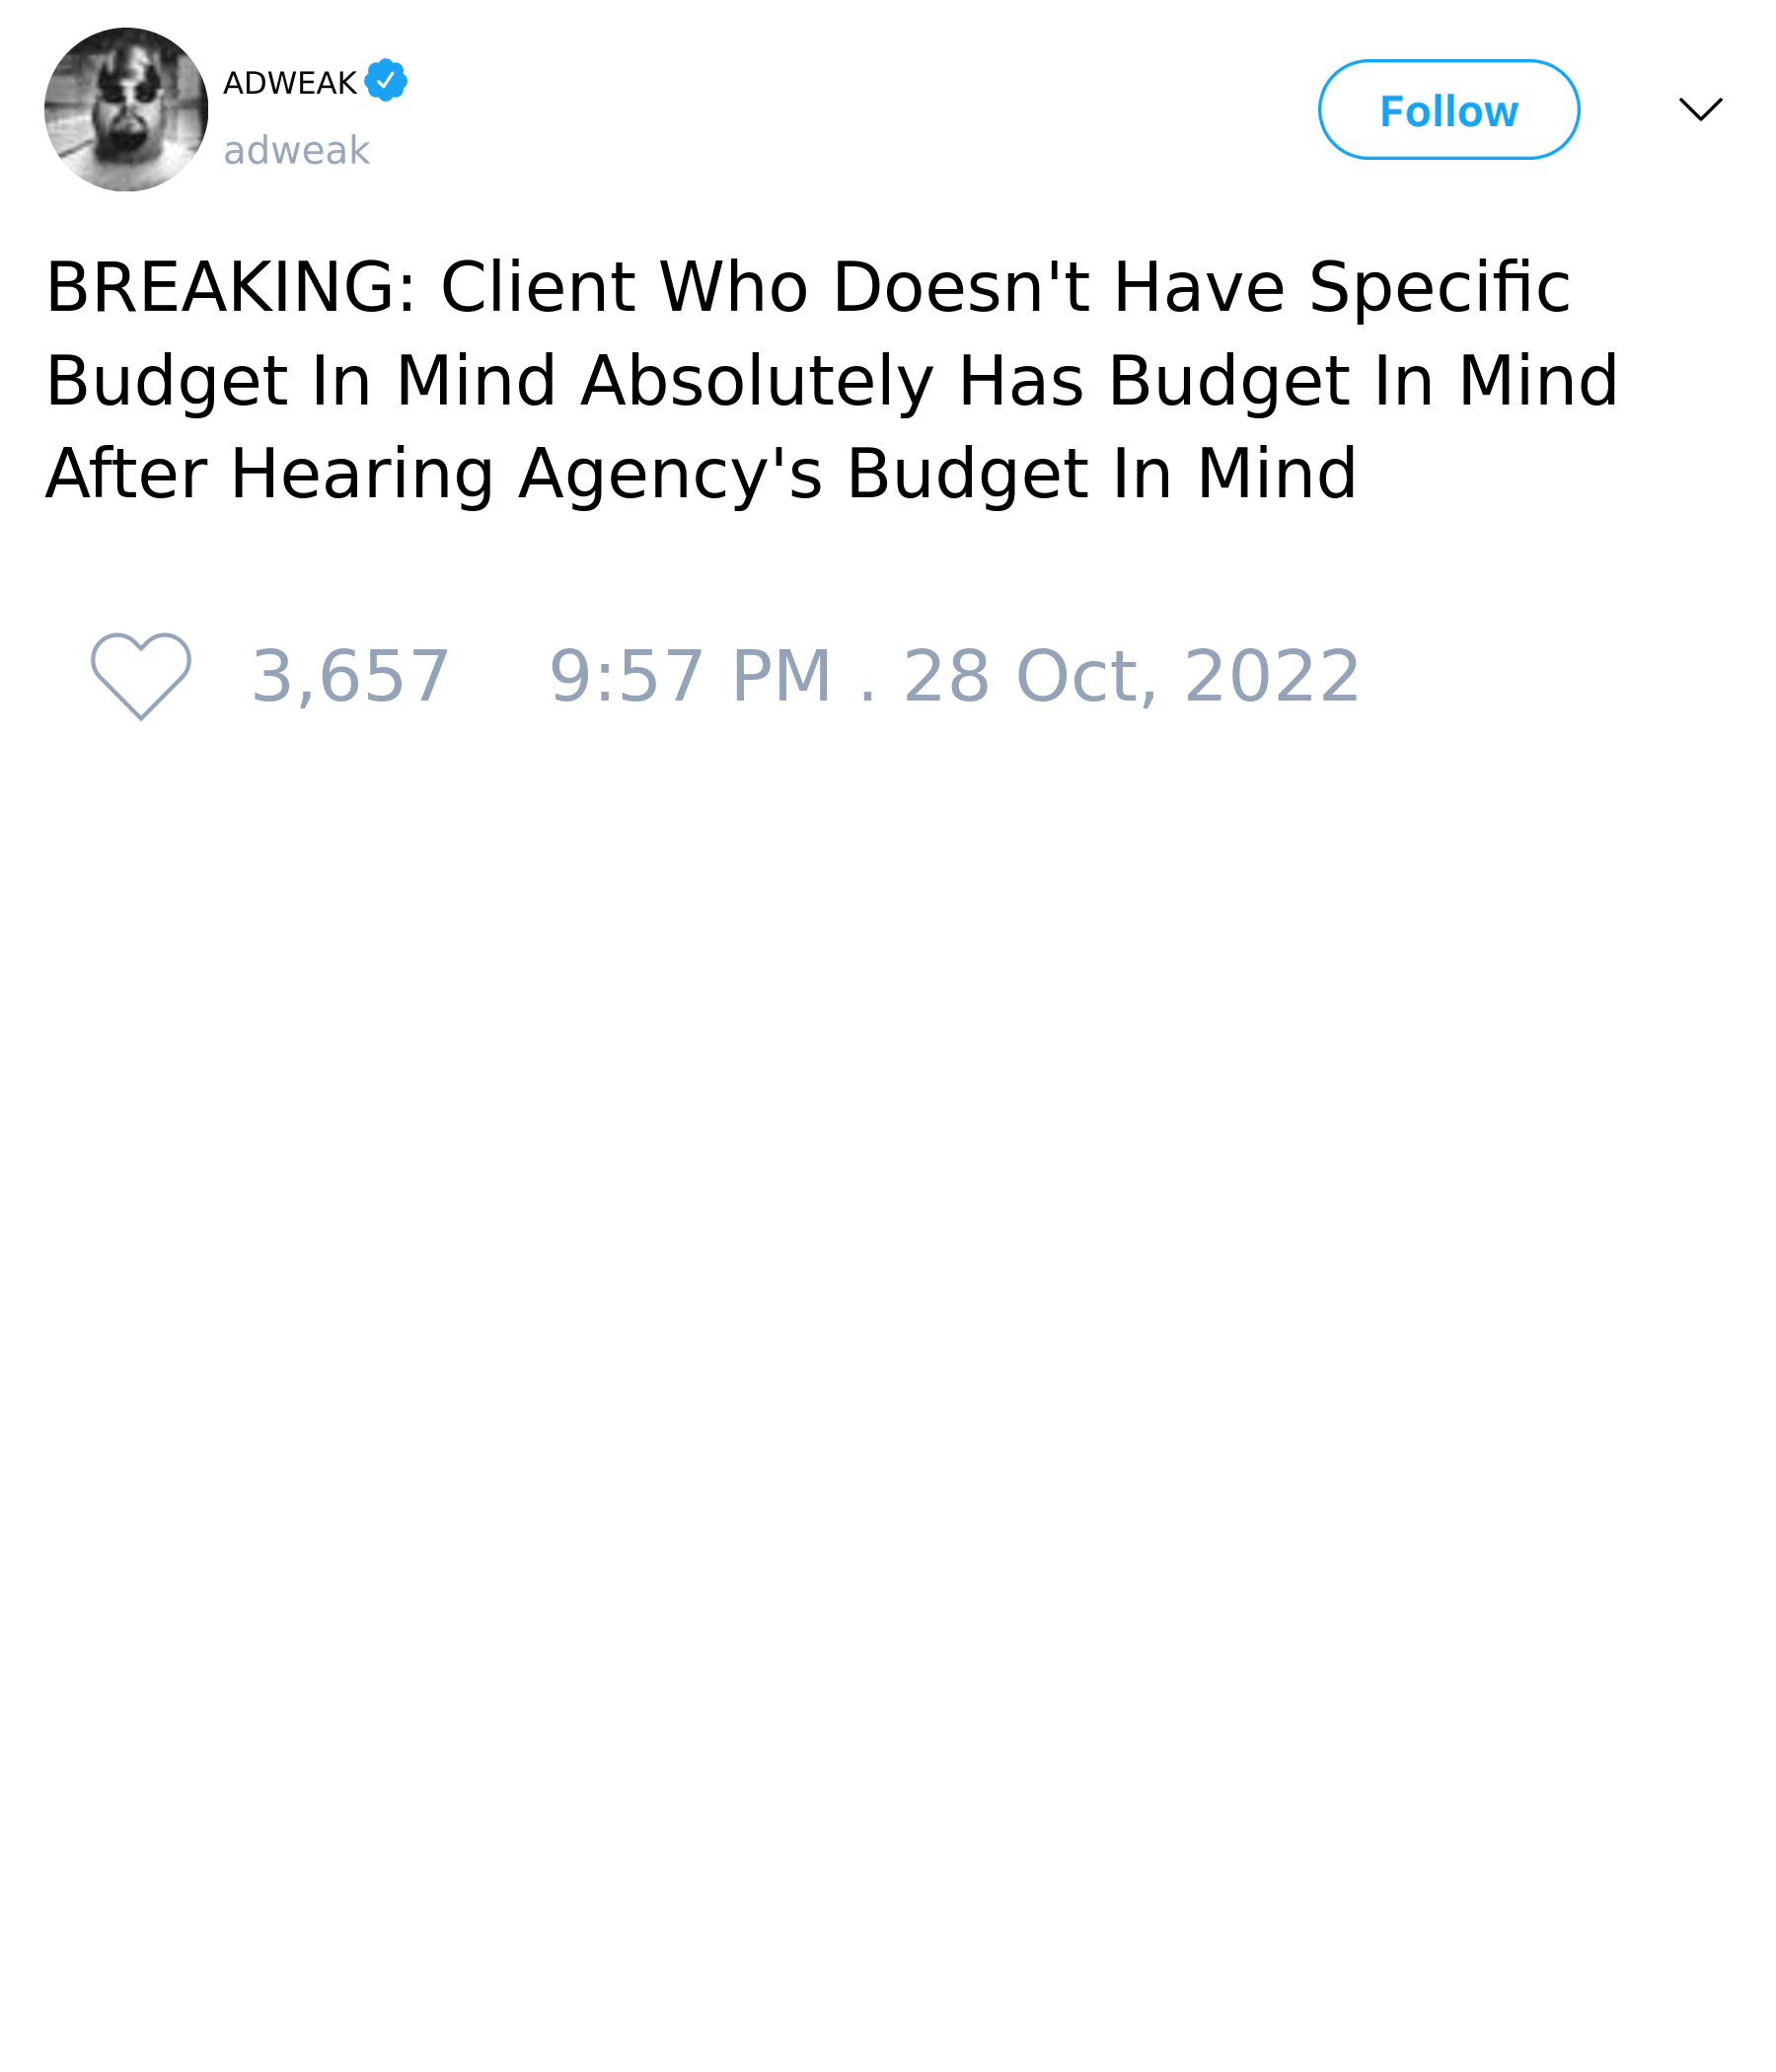 ADWEAK
adweak
Follow
BREAKING: Client Who Doesn't Have Specific
Budget In Mind Absolutely Has Budget In Mind
After Hearing Agency's Budget In Mind
3,657 9:57 PM . 28 Oct, 2022